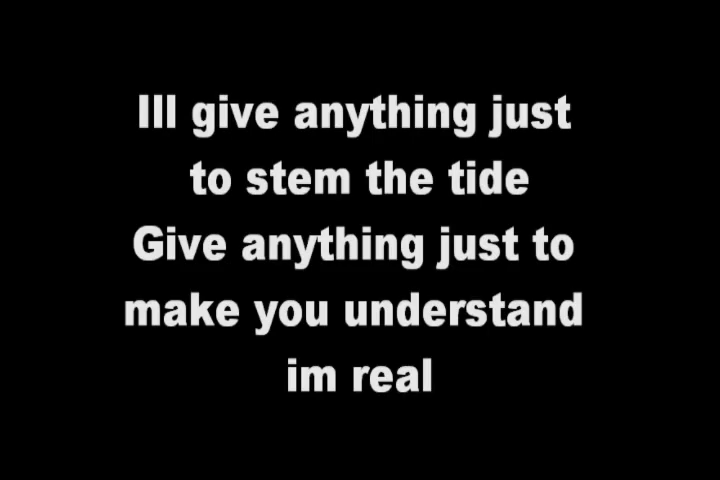 Ill give anything just
to stem the tide
Give anything just to
make you understand
im real